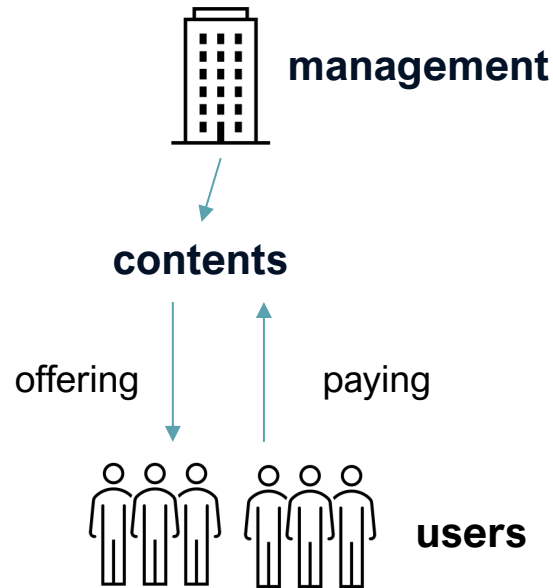 management
contents
offering
paying
users